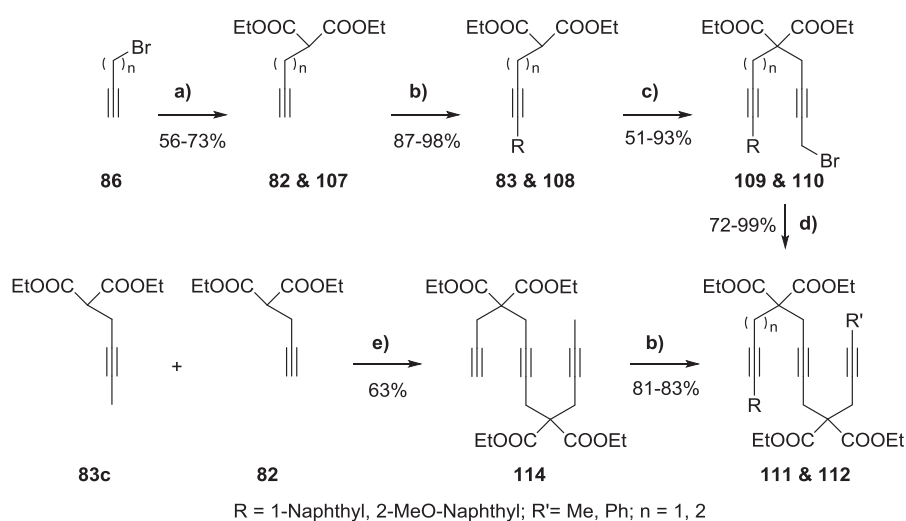 Br
( )n
86
a)
56-73%
EtOOC COOEt
( )n
82 & 107
b)
87-98%
EtOOC COOEt
( )n
R
83 & 108
c)
51-93%
EtOOC COOEt
( )n
R
Br
109 & 110
72-99% d)
EtOOC COOEt
83c
+
EtOOC COOEt
82
e)
63%
EtOOC COOEt
EtOOC COOEt
114
b)
81-83%
EtOOC COOEt
( )n
R'
R
EtOOC COOEt
111 & 112
R = 1-Naphthyl, 2-MeO-Naphthyl; R'= Me, Ph; n = 1, 2